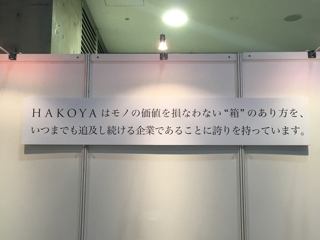 HAKOYAはモノの価値を損なわない“箱”のあり方を、
いつまでも追及し続ける企業であることに誇りを持っています。